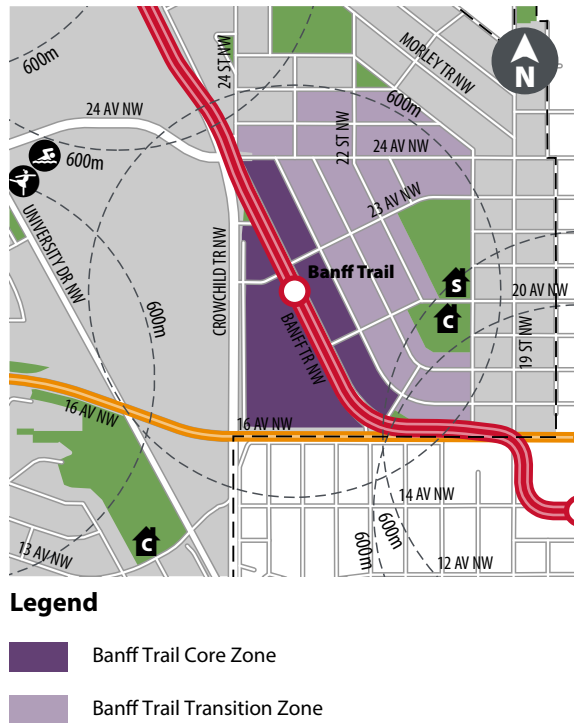 600m
24 ST NW
MORLEY TR NW
N
24 AV NW
600m
600m
22 ST NW
24 AV NW
23 AV NW
UNIVERSITY DR NW
CROWCHILD TR NW
Banff Trail
S
C
20 AV NW
600m
BANFF TR NW
19 ST NW
16 AV NW
16 AV NW
14 AV NW
C
13 AV NW
600m
600m
12 AV NW
Legend
Banff Trail Core Zone
Banff Trail Transition Zone